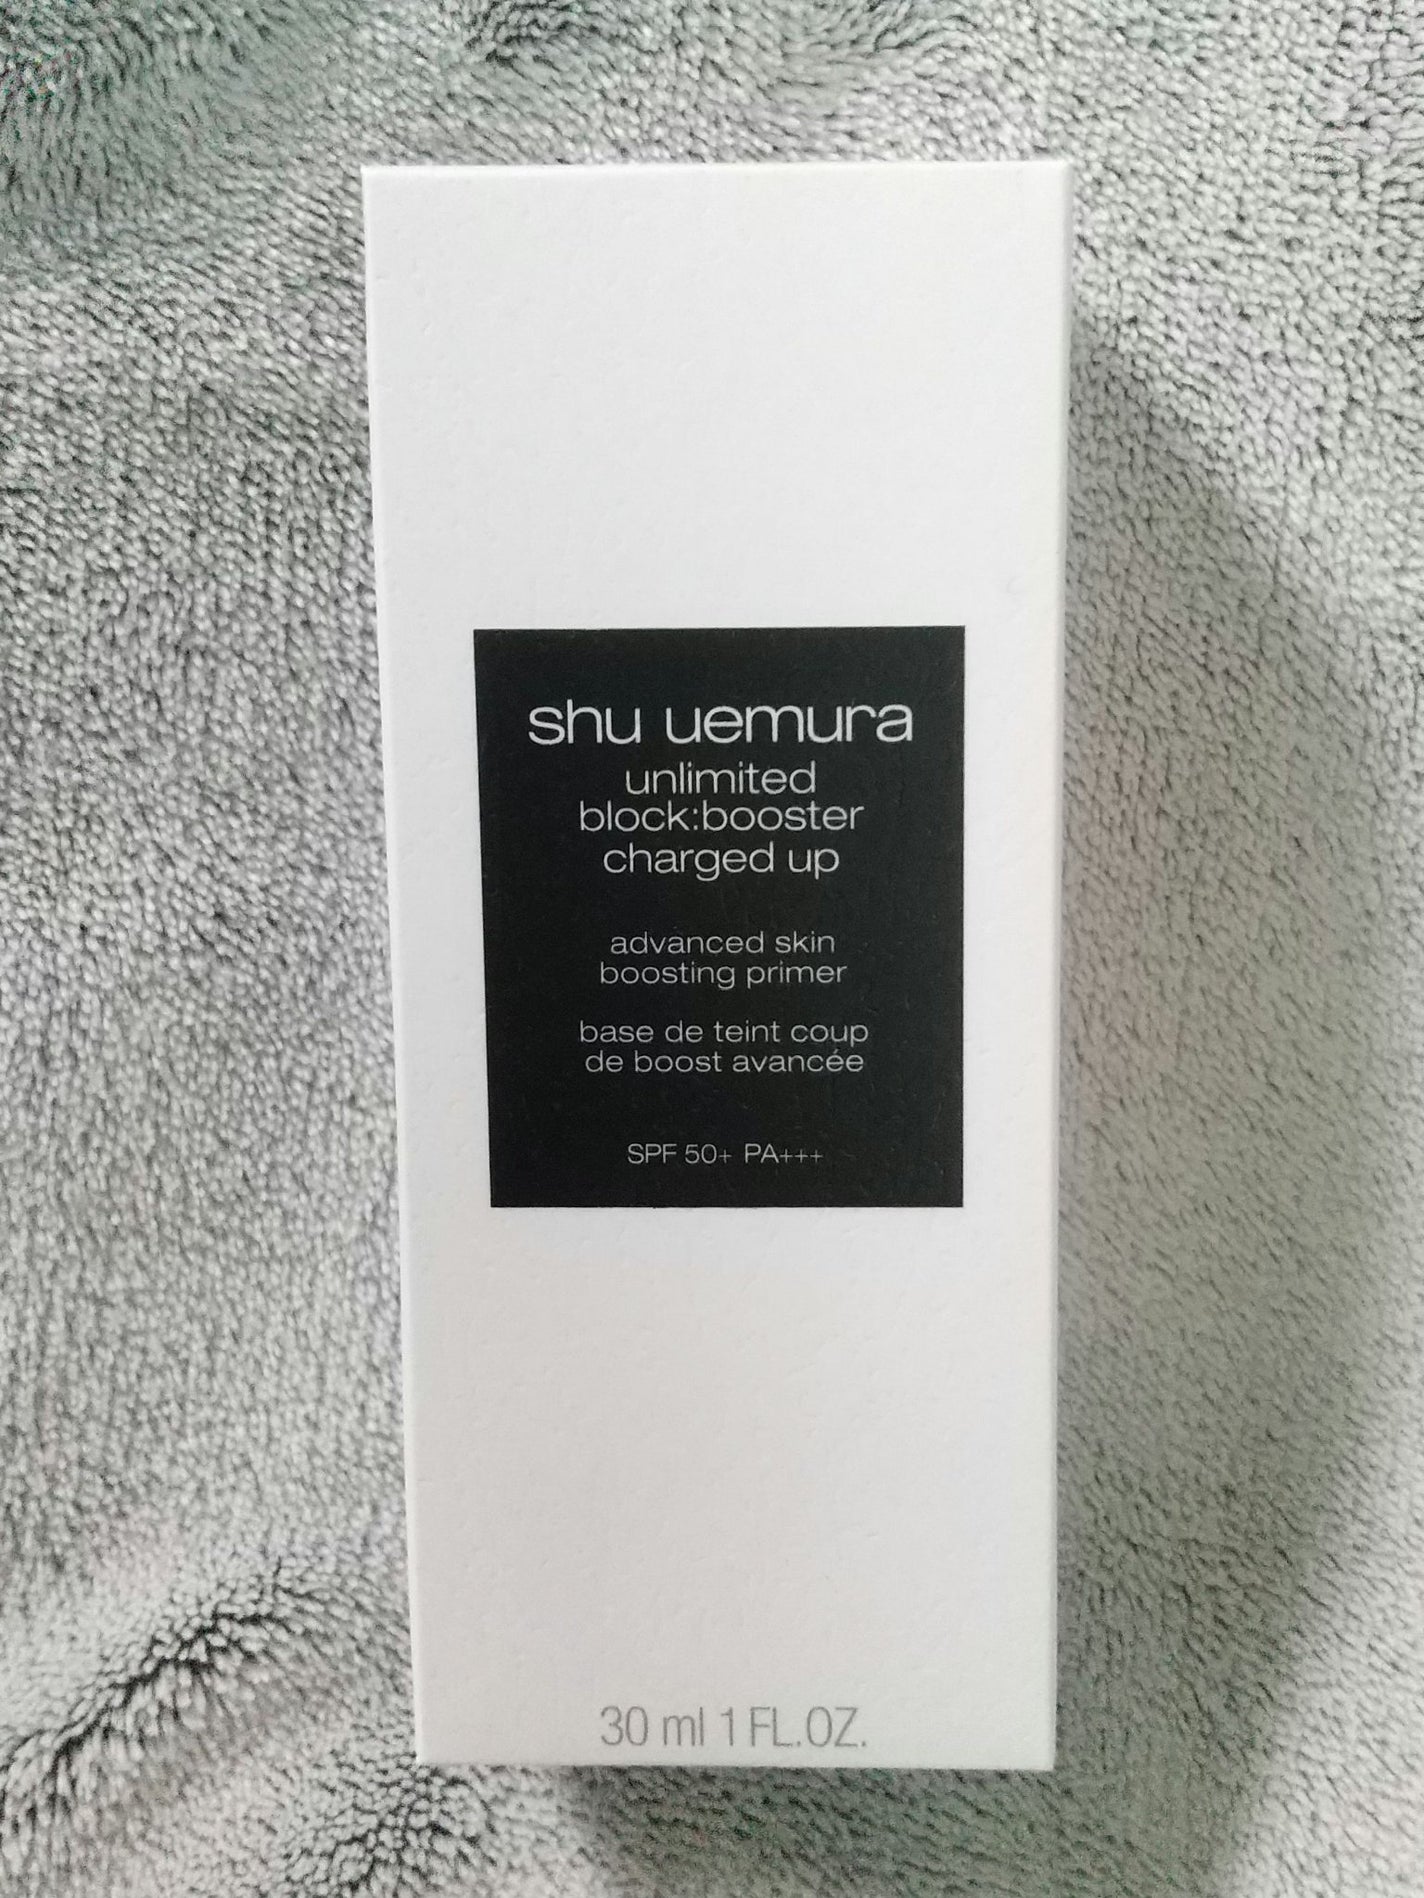 shu uemura
unlimited
block:booster
charged up
advanced skin
boosting primer
base de teint coup
de boost avancée
SPF 50+ PA+++
30 ml 1 FL.OZ.